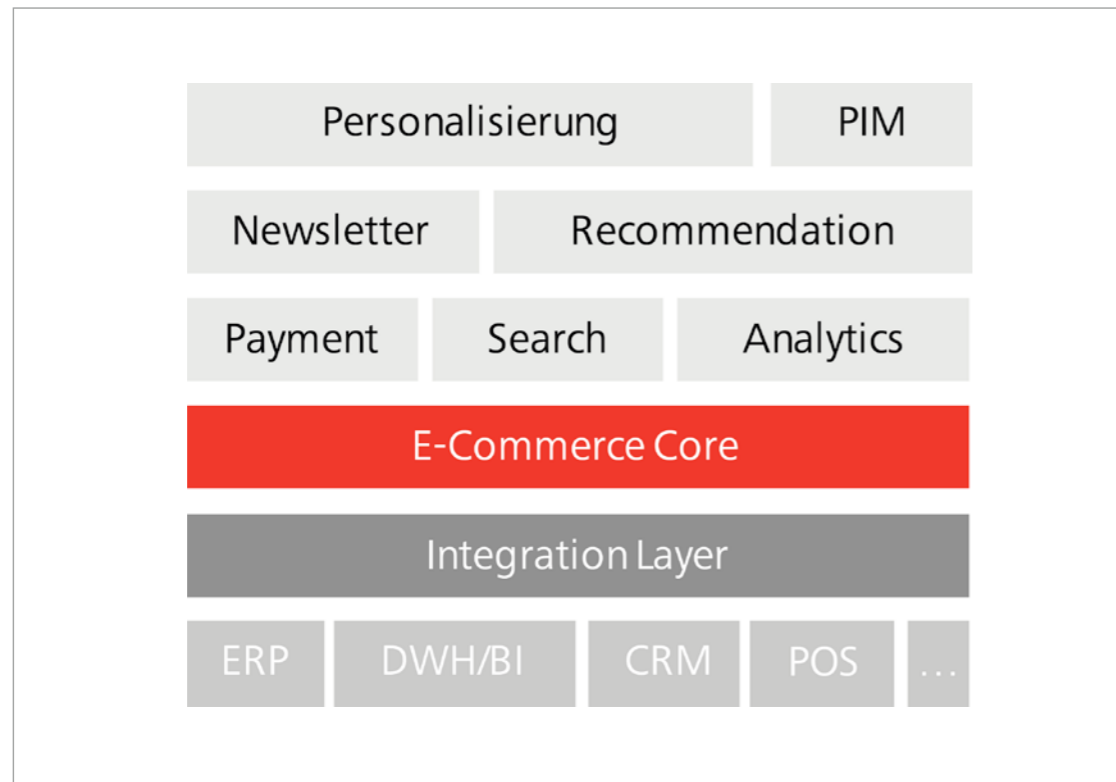 Personalisierung PIM
Newsletter Recommendation
Payment Search Analytics
E-Commerce Core
Integration Layer
ERP DWH/BI CRM POS ...